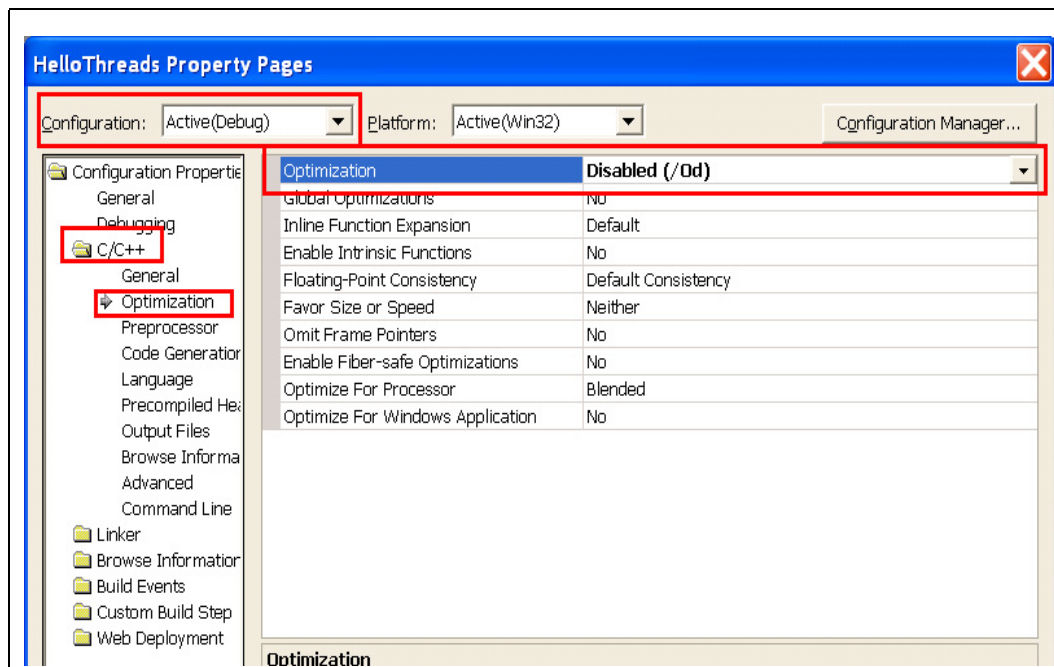 HelloThreads Property Pages
Configuration: Active(Debug) Platform: Active(Win32) Configuration Manager...
Configuration Propertie
General
Debugging
C/C++
General
Optimization
Preprocessor
Code Generatior
Language
Precompiled Hea
Output Files
Browse Informa
Advanced
Command Line
Linker
Browse Informatior
Build Events
Custom Build Step
Web Deployment
Optimization Disabled (/Od)
Global Optimizations No
Inline Function Expansion Default
Enable Intrinsic Functions No
Floating-Point Consistency Default Consistency
Favor Size or Speed Neither
Omit Frame Pointers No
Enable Fiber-safe Optimizations No
Optimize For Processor Blended
Optimize For Windows Application No
Optimization